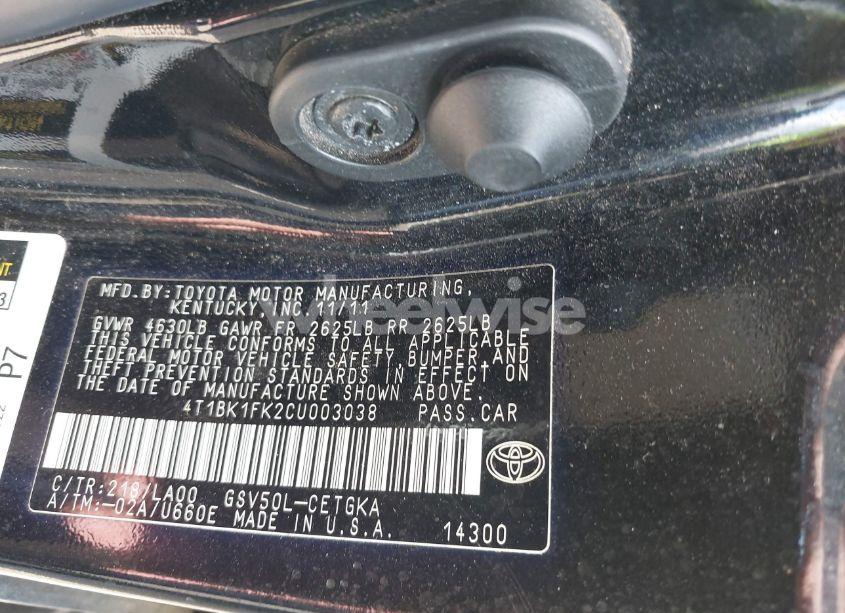 MFD.BY:TOYOTA MOTOR MANUFACTURING,
KENTUCKY, INC. 11/11
GVWR 4630LB GAWR FR 2625LB RR 2625LB
THIS VEHICLE CONFORMS TO ALL APPLICABLE
FEDERAL MOTOR VEHICLE SAFETY, BUMPER,AND
THEFT PREVENTION STANDARDS IN EFFECT ON
THE DATE OF MANUFACTURE SHOWN ABOVE.
4T1BK1FK2CU003038 PASS.CAR
C/TR:218/LA00 GSV50L-CETGKA
A/TM:-02A/U660E MADE IN U.S.A. 14300
P7
wheelwise